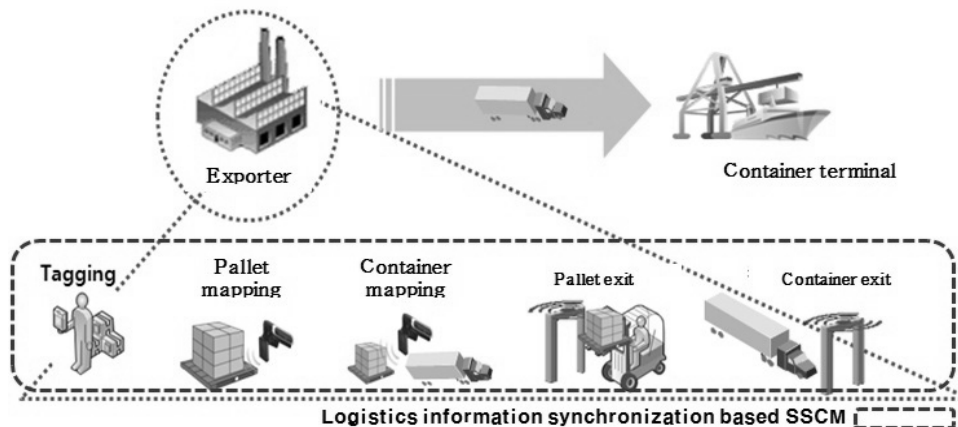 Exporter
Container terminal
Tagging
Pallet
mapping
Container
mapping
Pallet exit
Container exit
Logistics information synchronization based SSCM